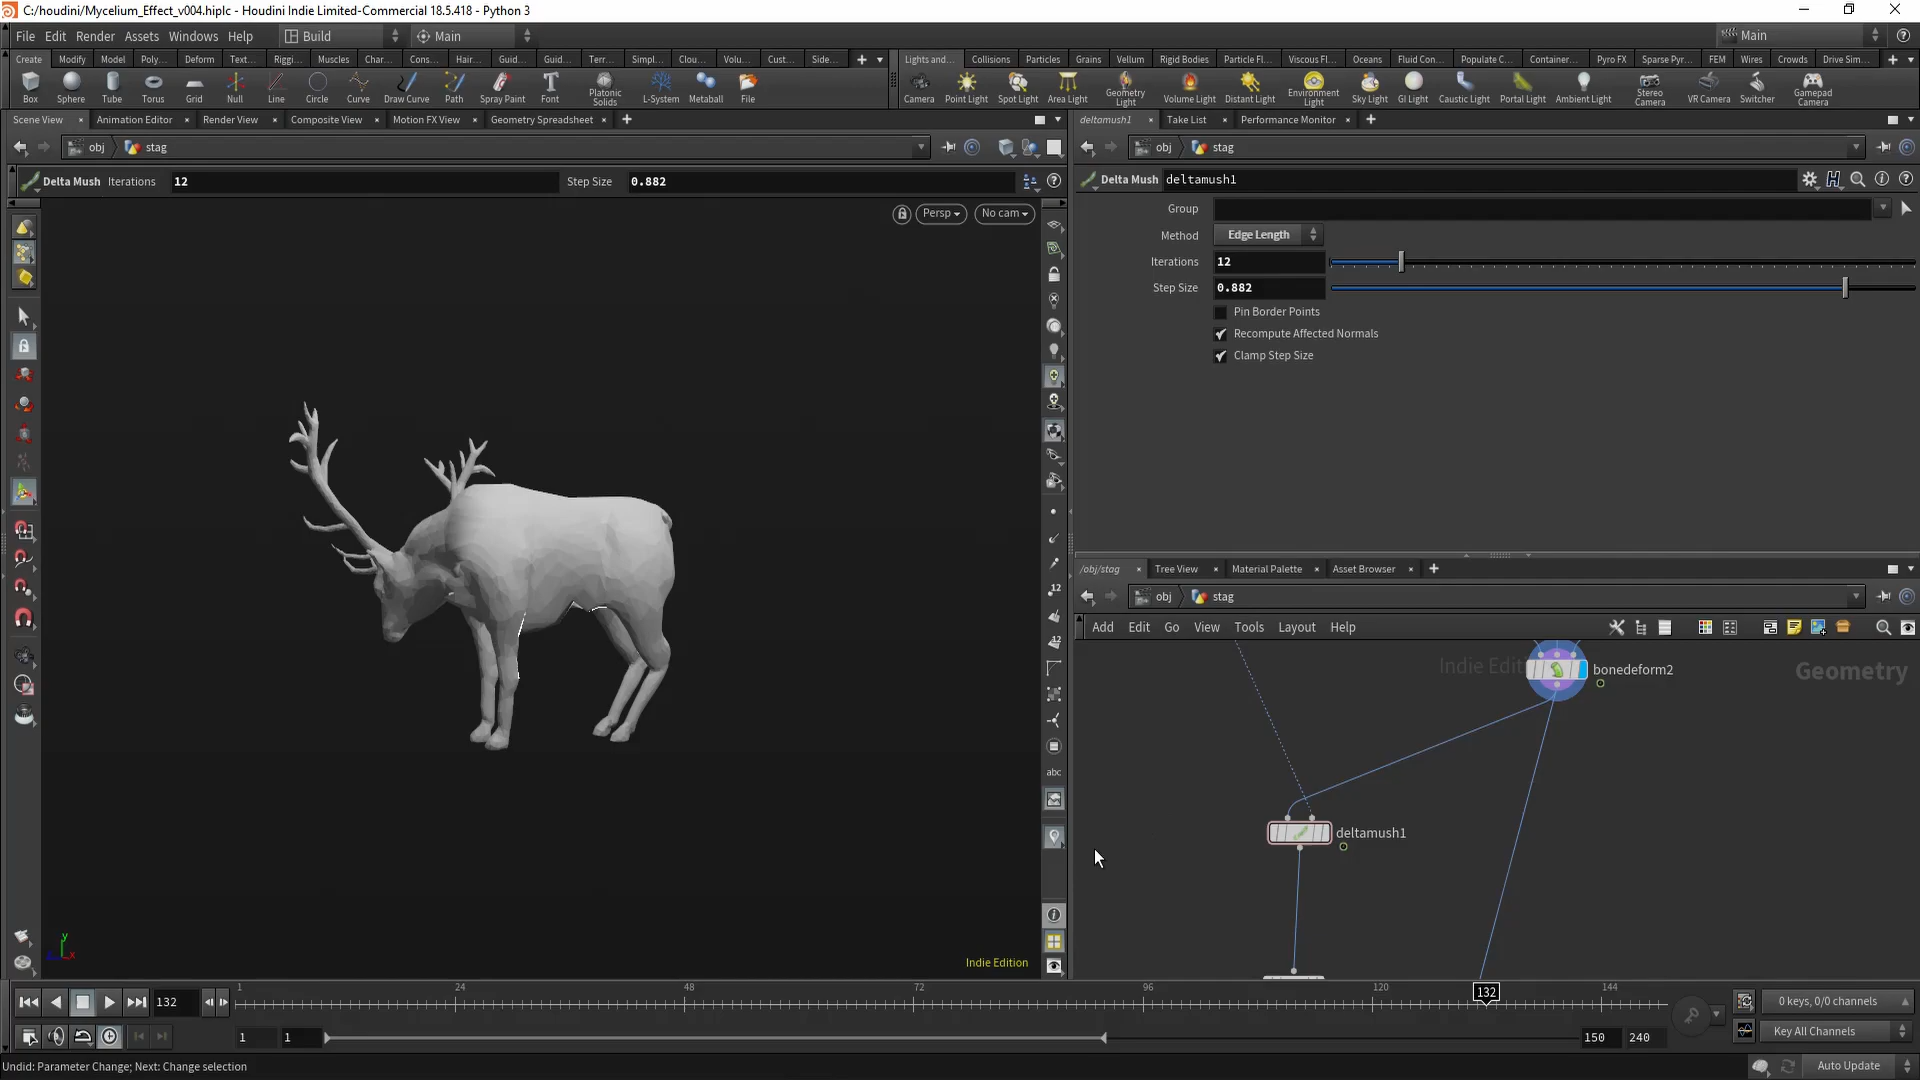 C:/houdini/Mycelium_Effect_v004.hiplc - Houdini Indie Limited-Commercial 18.5.418 - Python 3
File Edit Render Assets Windows Help Build Main Main
Create Modify Model Poly... Deform Text... Riggi... Muscles Char... Cons... Hair... Guid... Guid... Terr... Simpl... Clou... Volu... Cust... Side...
Lights and... Collisions Particles Grains Vellum Rigid Bodies Particle Fl... Viscous Fl... Oceans Fluid Con... Populate C... Container... Pyro FX Sparse Pyr... FEM Wires Crowds Drive Sim...
Box Sphere Tube Torus Grid Null Line Circle Curve Draw Curve Path Spray Paint Font Platonic Solids L-System Metaball File
Camera Point Light Spot Light Area Light Geometry Light Volume Light Distant Light Environment Light Sky Light GI Light Caustic Light Portal Light Ambient Light Stereo Camera VR Camera Switcher Gamepad Camera
Scene View Animation Editor Render View Composite View Motion FX View Geometry Spreadsheet
deltamush1 Take List Performance Monitor
obj stag
obj stag
Delta Mush Iterations 12 Step Size 0.882
Delta Mush deltamush1
Persp No cam
Group
Method Edge Length
Iterations 12
Step Size 0.882
Pin Border Points
Recompute Affected Normals
Clamp Step Size
/obj/stag Tree View Material Palette Asset Browser
obj stag
Add Edit Go View Tools Layout Help
Indie Edit
bonedeform2
Geometry
deltamush1
12
12
abc
y
x
Indie Edition
132
1 24 48 72 96 120 132 144
0 keys, 0/0 channels
1 1 150 240
Key All Channels
Undid: Parameter Change; Next: Change selection
Auto Update